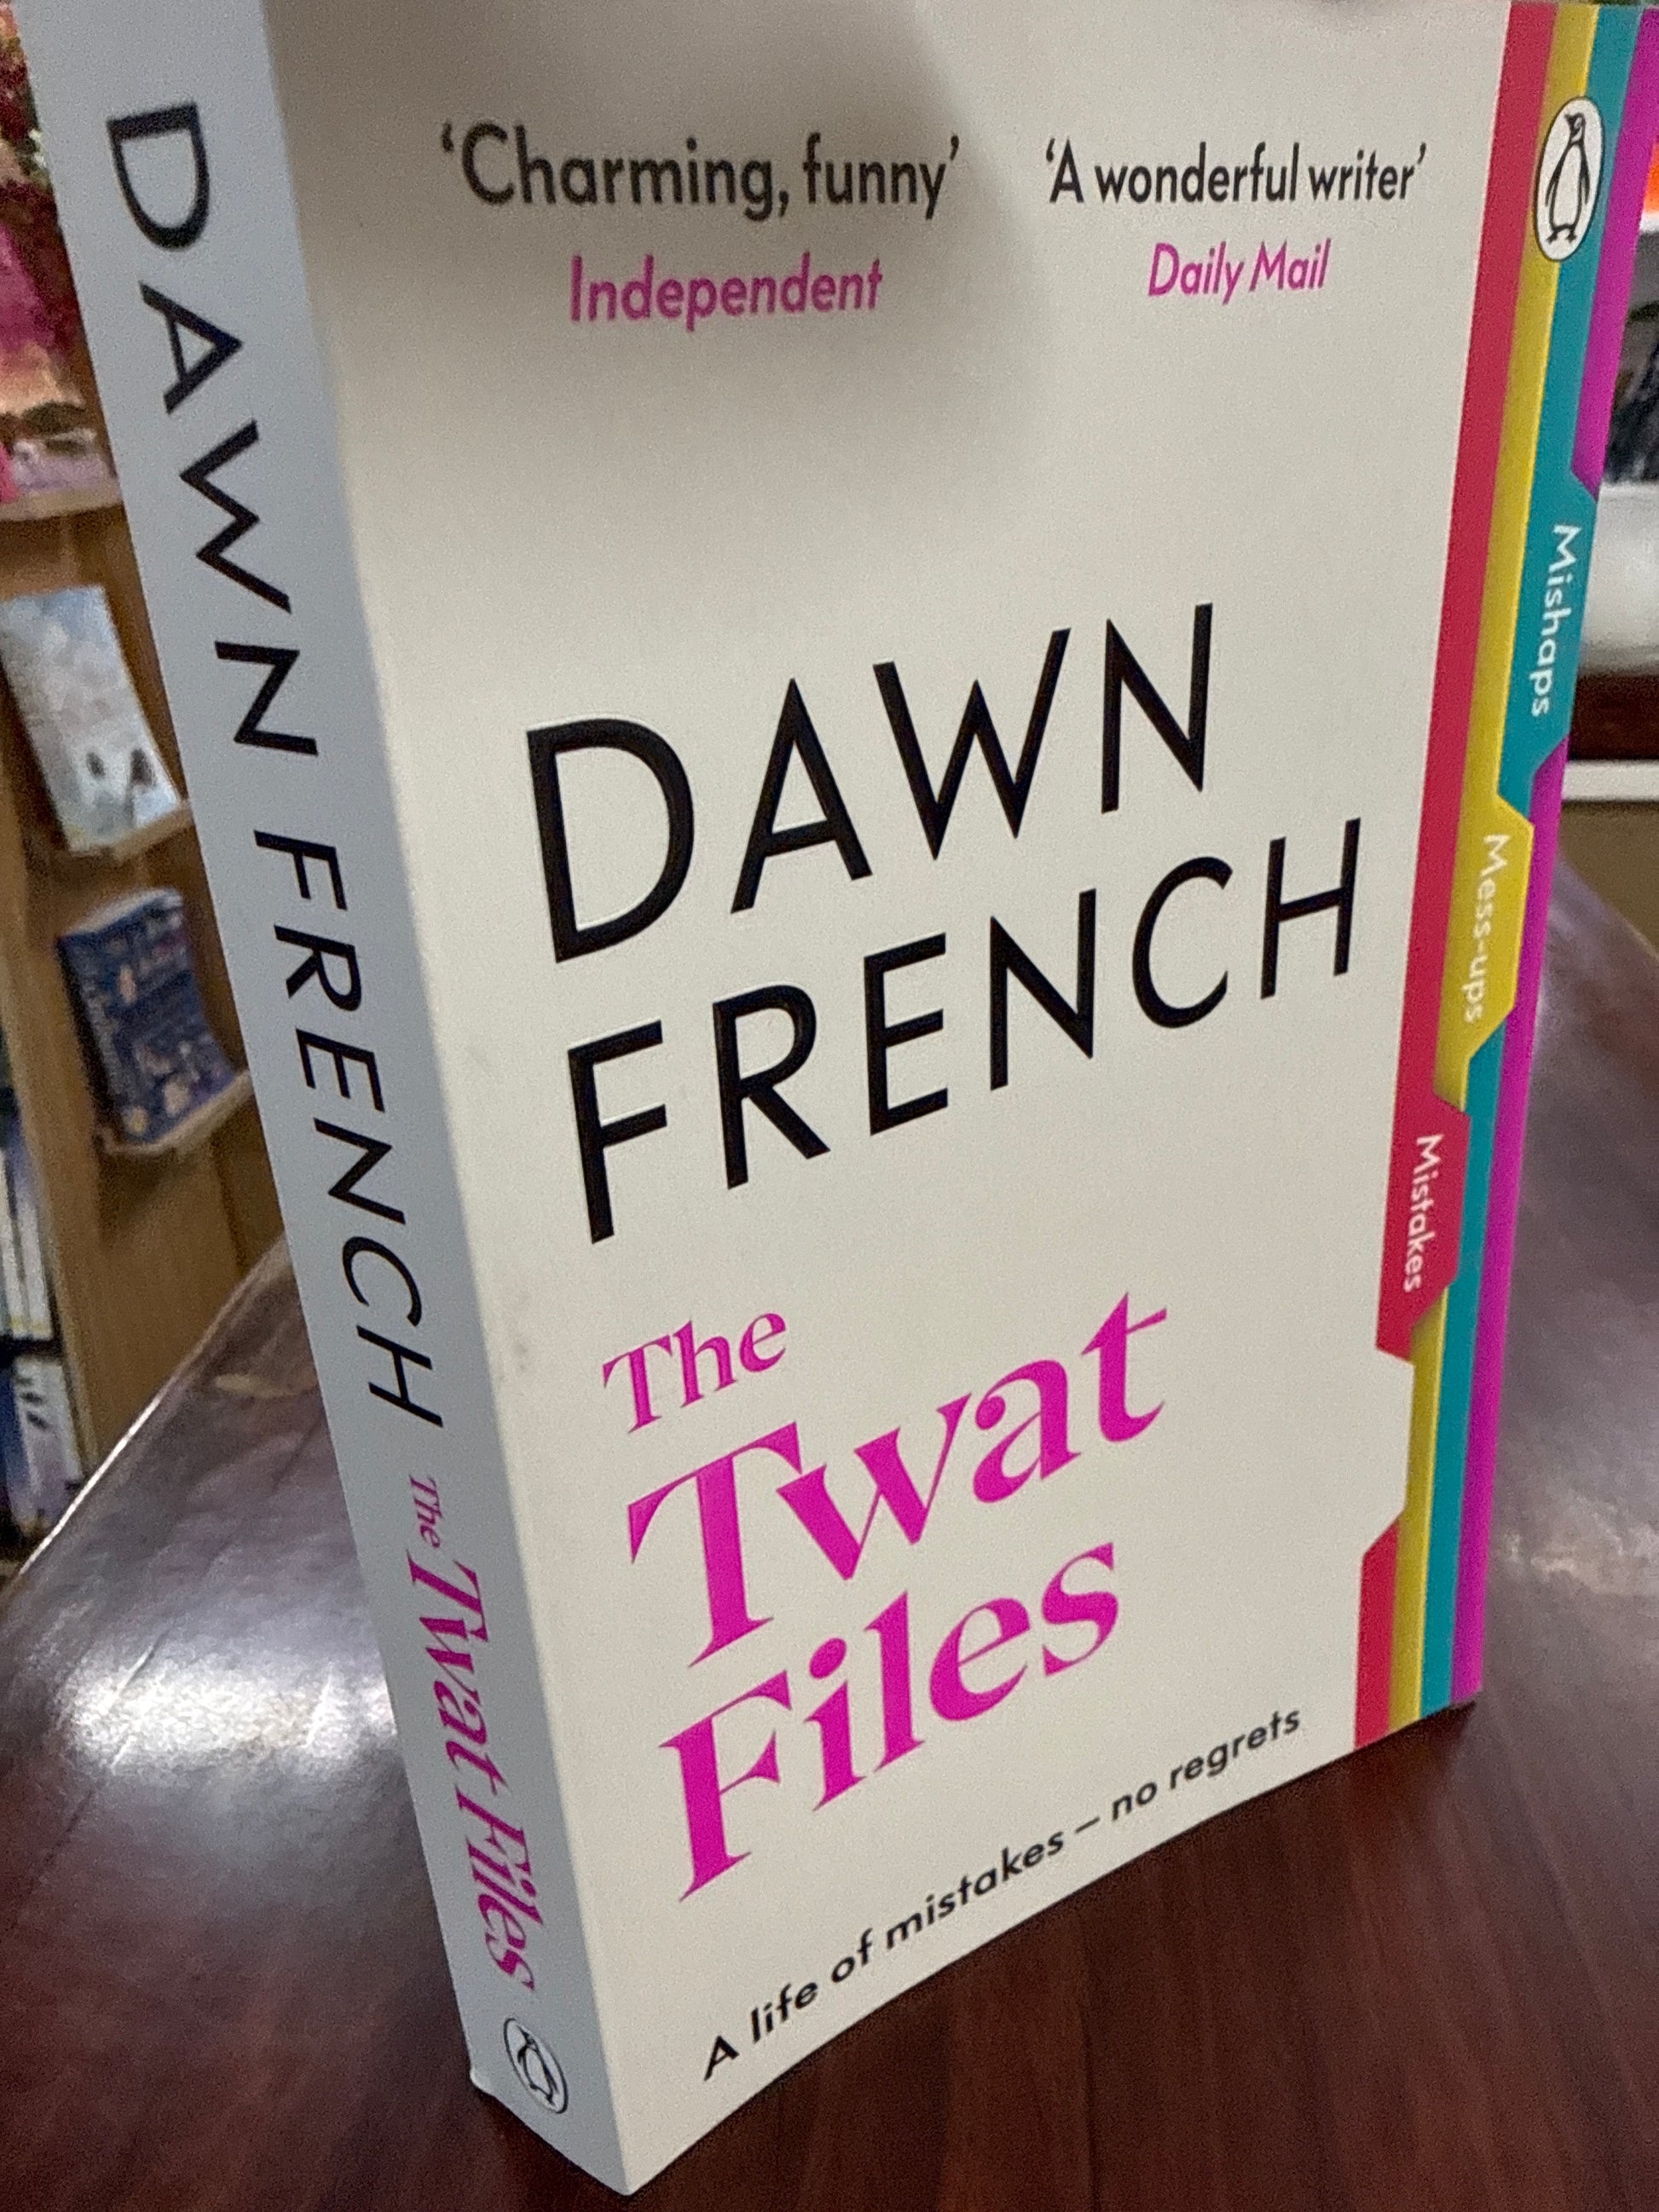 DAWN FRENCH The Twat Files
'Charming, funny'
Independent
'A wonderful writer'
Daily Mail
DAWN
FRENCH
The
Twat
Files
A life of mistakes – no regrets
Mishaps
Mess-ups
Mistakes